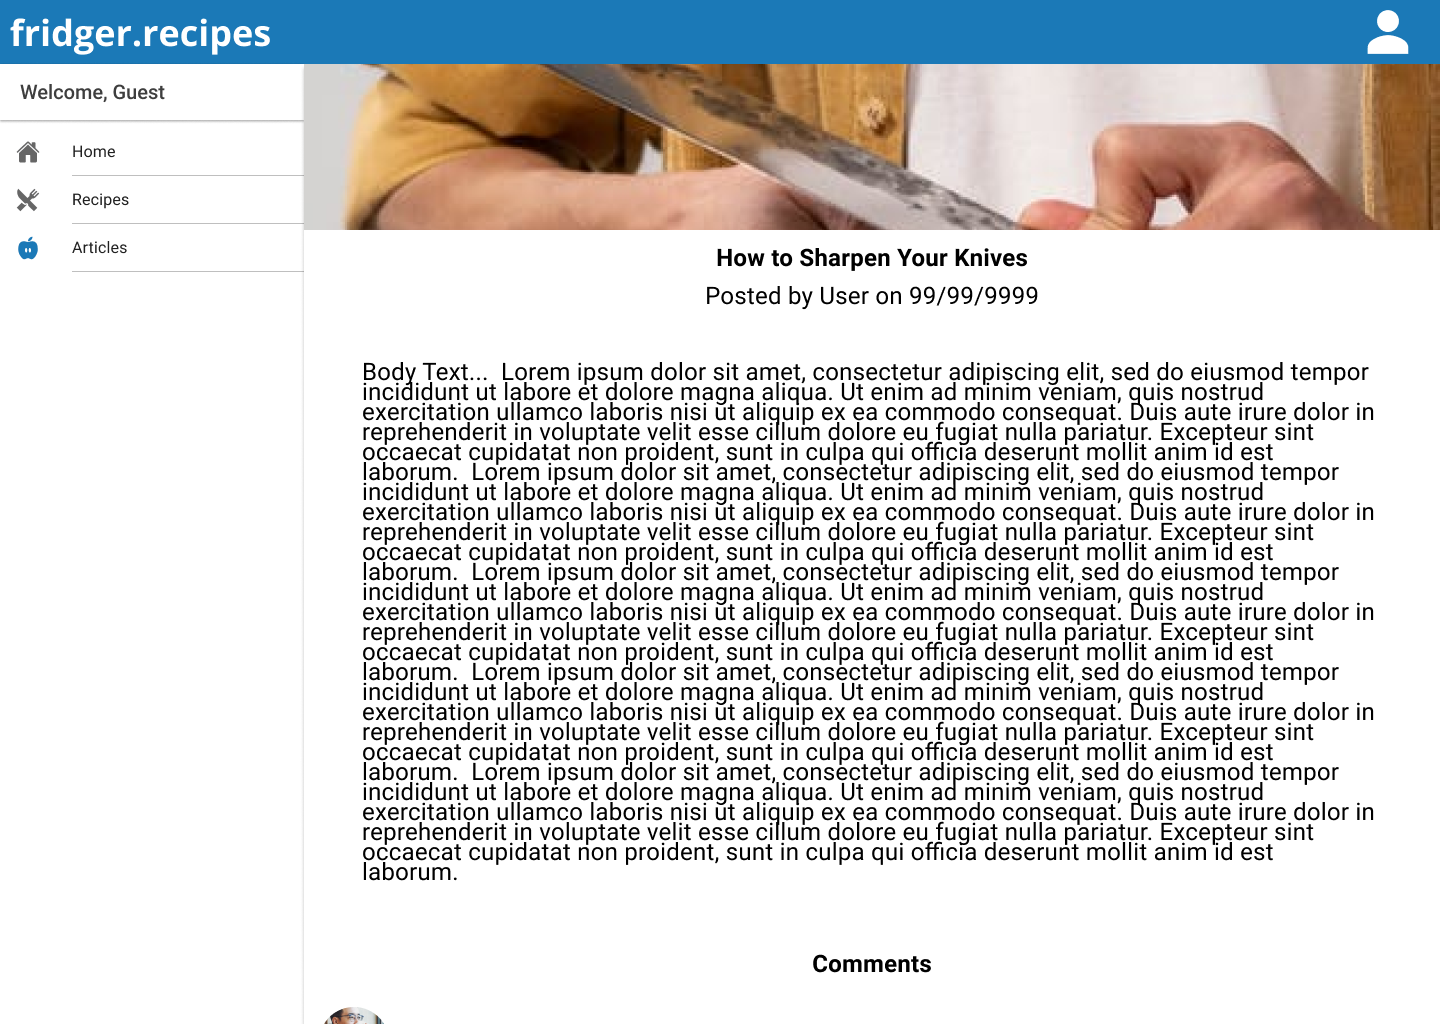 fridger.recipes
Welcome, Guest
Home
Recipes
Articles
How to Sharpen Your Knives
Posted by User on 99/99/9999
Body Text...  Lorem ipsum dolor sit amet, consectetur adipiscing elit, sed do eiusmod tempor
incididunt ut labore et dolore magna aliqua. Ut enim ad minim veniam, quis nostrud
exercitation ullamco laboris nisi ut aliquip ex ea commodo consequat. Duis aute irure dolor in
reprehenderit in voluptate velit esse cillum dolore eu fugiat nulla pariatur. Excepteur sint
occaecat cupidatat non proident, sunt in culpa qui officia deserunt mollit anim id est
laborum.  Lorem ipsum dolor sit amet, consectetur adipiscing elit, sed do eiusmod tempor
incididunt ut labore et dolore magna aliqua. Ut enim ad minim veniam, quis nostrud
exercitation ullamco laboris nisi ut aliquip ex ea commodo consequat. Duis aute irure dolor in
reprehenderit in voluptate velit esse cillum dolore eu fugiat nulla pariatur. Excepteur sint
occaecat cupidatat non proident, sunt in culpa qui officia deserunt mollit anim id est
laborum.  Lorem ipsum dolor sit amet, consectetur adipiscing elit, sed do eiusmod tempor
incididunt ut labore et dolore magna aliqua. Ut enim ad minim veniam, quis nostrud
exercitation ullamco laboris nisi ut aliquip ex ea commodo consequat. Duis aute irure dolor in
reprehenderit in voluptate velit esse cillum dolore eu fugiat nulla pariatur. Excepteur sint
occaecat cupidatat non proident, sunt in culpa qui officia deserunt mollit anim id est
laborum.  Lorem ipsum dolor sit amet, consectetur adipiscing elit, sed do eiusmod tempor
incididunt ut labore et dolore magna aliqua. Ut enim ad minim veniam, quis nostrud
exercitation ullamco laboris nisi ut aliquip ex ea commodo consequat. Duis aute irure dolor in
reprehenderit in voluptate velit esse cillum dolore eu fugiat nulla pariatur. Excepteur sint
occaecat cupidatat non proident, sunt in culpa qui officia deserunt mollit anim id est
laborum.  Lorem ipsum dolor sit amet, consectetur adipiscing elit, sed do eiusmod tempor
incididunt ut labore et dolore magna aliqua. Ut enim ad minim veniam, quis nostrud
exercitation ullamco laboris nisi ut aliquip ex ea commodo consequat. Duis aute irure dolor in
reprehenderit in voluptate velit esse cillum dolore eu fugiat nulla pariatur. Excepteur sint
occaecat cupidatat non proident, sunt in culpa qui officia deserunt mollit anim id est
laborum.
Comments